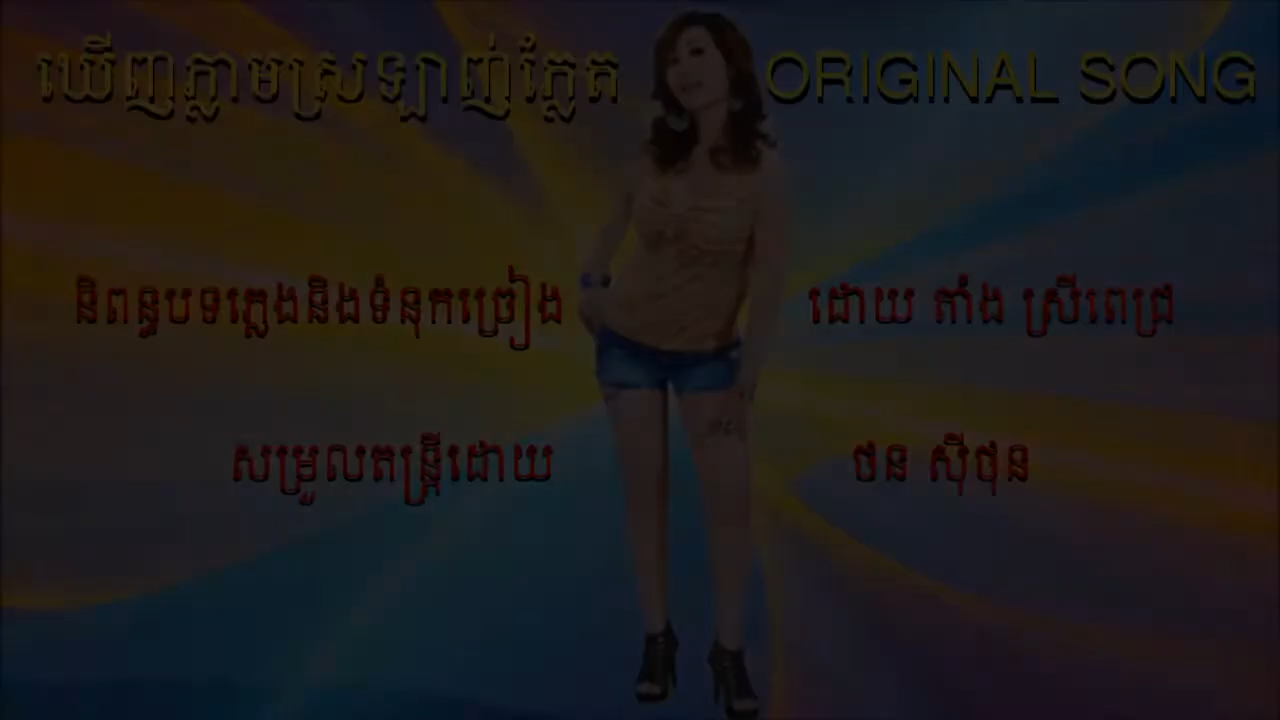 ឃើញភ្លាមស្រឡាញ់ភ្លែត ORIGINAL SONG
និពន្ធបទភ្លេងនិងទំនុកច្រៀង ដោយ តាំង ស្រីពេជ្រ
សម្រួលតន្ត្រីដោយ ថន ស៊ីថុន